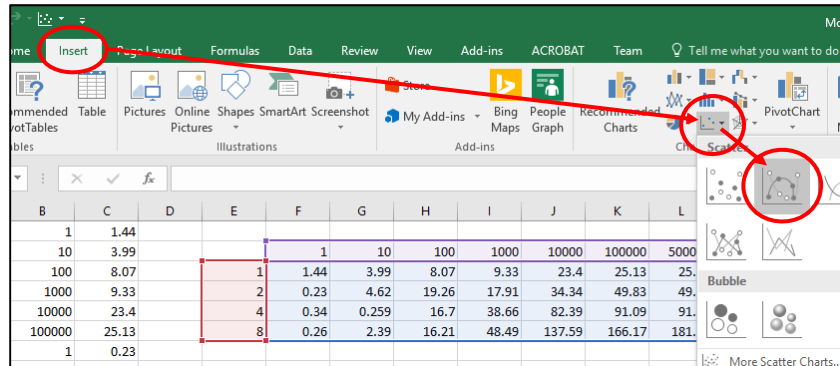 Me
ome Insert Page Layout Formulas Data Review View Add-ins ACROBAT Team Tell me what you want to do
Store
My Add-ins
ommended
votTables
Table
Pictures
Online
Pictures
Shapes
SmartArt
Screenshot
Bing
Maps
People
Graph
Recommended
Charts
PivotChart
bles Illustrations Add-ins Cha
Scatter
fx
B C D E F G H I J K L
1 1.44
10 3.99 1 10 100 1000 10000 100000 5000
100 8.07 1 1.44 3.99 8.07 9.33 23.4 25.13 25.
1000 9.33 2 0.23 4.62 19.26 17.91 34.34 49.83 49.
10000 23.4 4 0.34 0.259 16.7 38.66 82.39 91.09 91.
100000 25.13 8 0.26 2.39 16.21 48.49 137.59 166.17 181.
1 0.23
Bubble
More Scatter Charts...